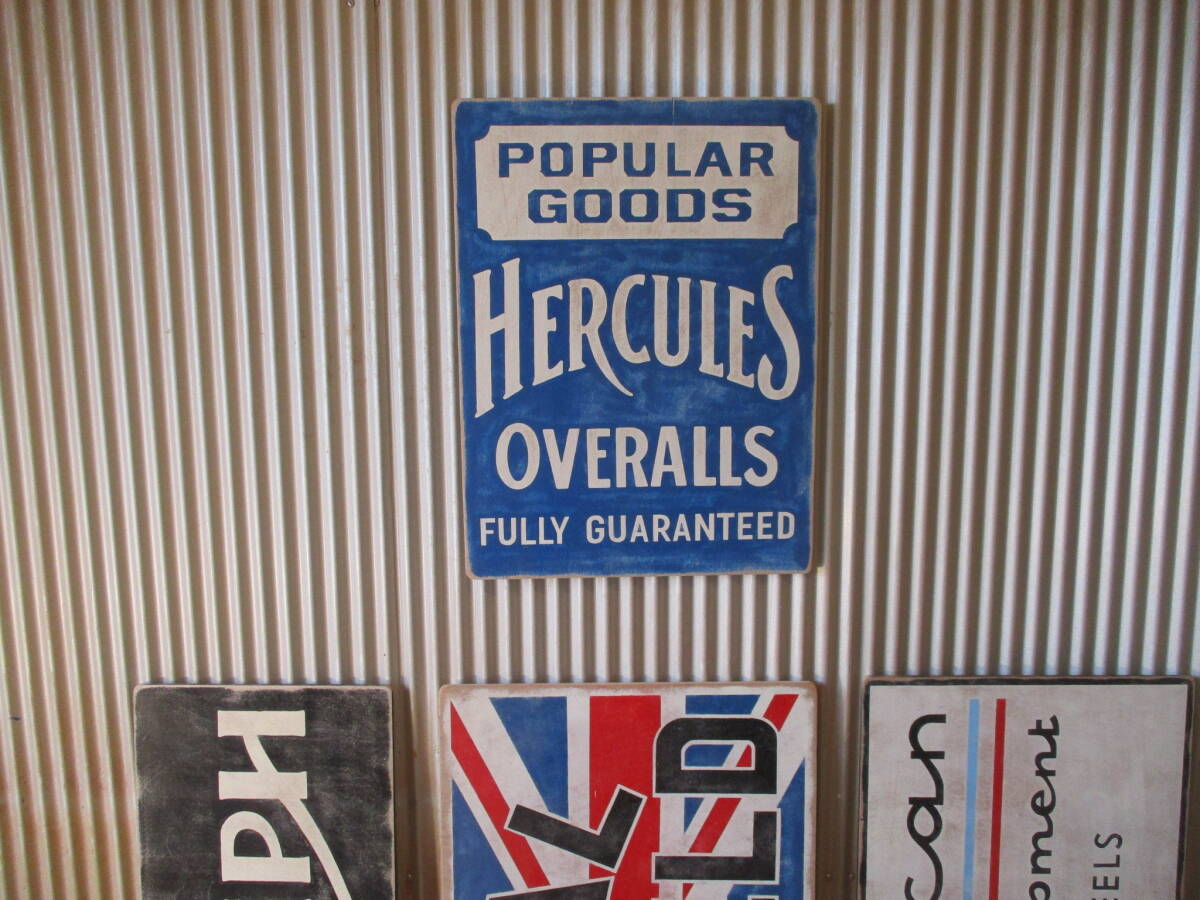 POPULAR
GOODS
HERCULES
OVERALLS
FULLY GUARANTEED